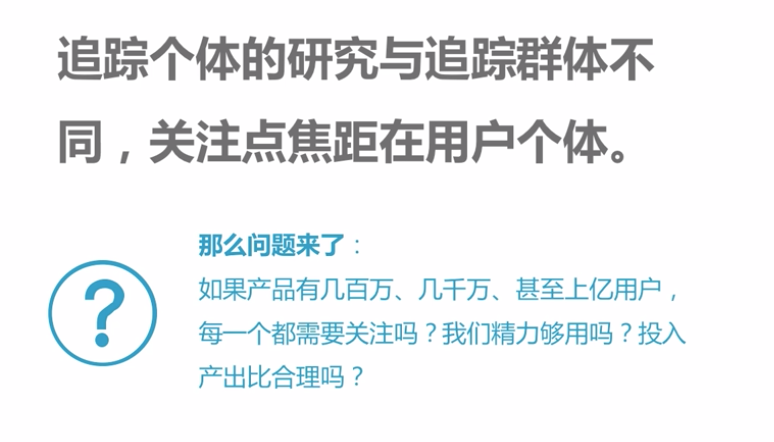 追踪个体的研究与追踪群体不
同，关注点焦距在用户个体。
那么问题来了：
如果产品有几百万、几千万、甚至上亿用户，
每一个都需要关注吗？我们精力够用吗？投入
产出比合理吗？
?